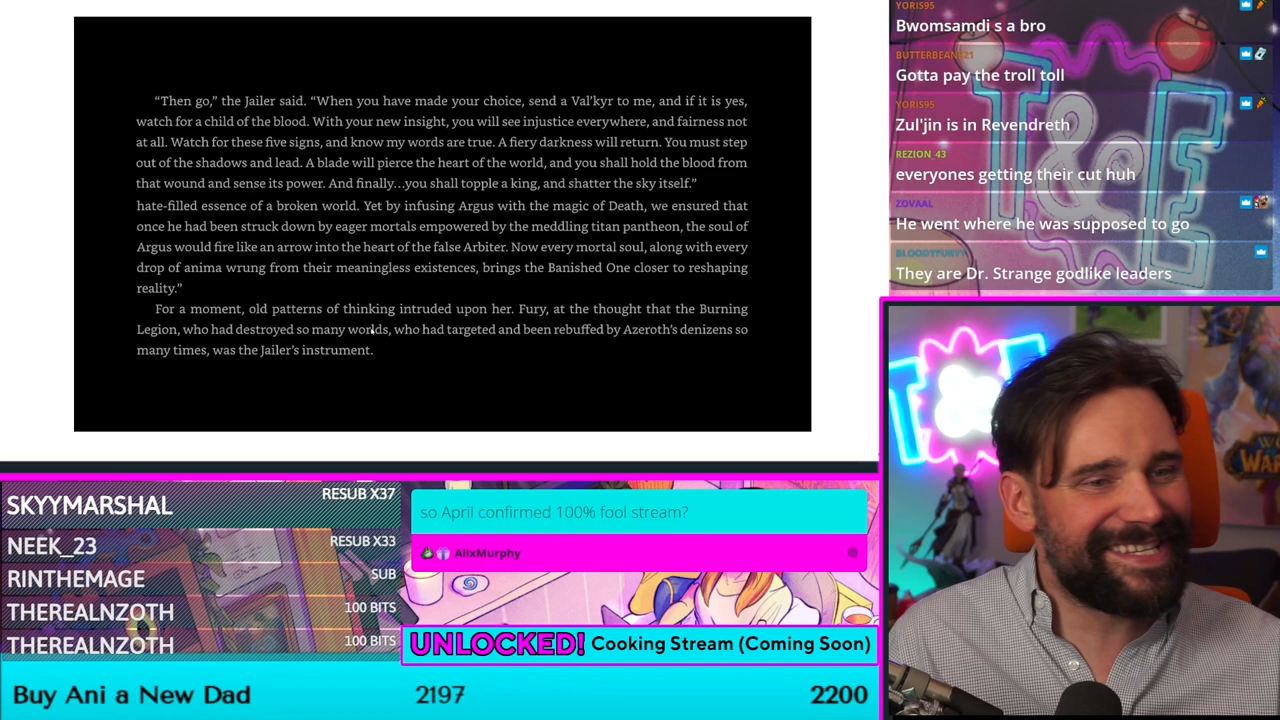 “Then go,” the Jailer said. “When you have made your choice, send a Val’kyr to me, and if it is yes,
watch for a child of the blood. With your new insight, you will see injustice everywhere, and fairness not
at all. Watch for these five signs, and know my words are true. A fiery darkness will return. You must step
out of the shadows and lead. A blade will pierce the heart of the world, and you shall hold the blood from
that wound and sense its power. And finally…you shall topple a king, and shatter the sky itself.”
hate-filled essence of a broken world. Yet by infusing Argus with the magic of Death, we ensured that
once he had been struck down by eager mortals empowered by the meddling titan pantheon, the soul of
Argus would fire like an arrow into the heart of the false Arbiter. Now every mortal soul, along with every
drop of anima wrung from their meaningless existences, brings the Banished One closer to reshaping
reality.”
For a moment, old patterns of thinking intruded upon her. Fury, at the thought that the Burning
Legion, who had destroyed so many worlds, who had targeted and been rebuffed by Azeroth’s denizens so
many times, was the Jailer’s instrument.
YORIS95
Bwomsamdi s a bro
Gotta pay the troll toll
YORIS95
Zul'jin is in Revendreth
REZION_43
everyones getting their cut huh
ZOVAAL
He went where he was supposed to go
They are Dr. Strange godlike leaders
T&E
SKYYMARSHAL RESUB X37
NEEK_23 RESUB X33
RINTHEMAGE SUB
THEREALNZOTH 100 BITS
THEREALNZOTH 100 BITS
so April confirmed 100% fool stream?
AlixMurphy
UNLOCKED! Cooking Stream (Coming Soon)
Buy Ani a New Dad 2197 2200